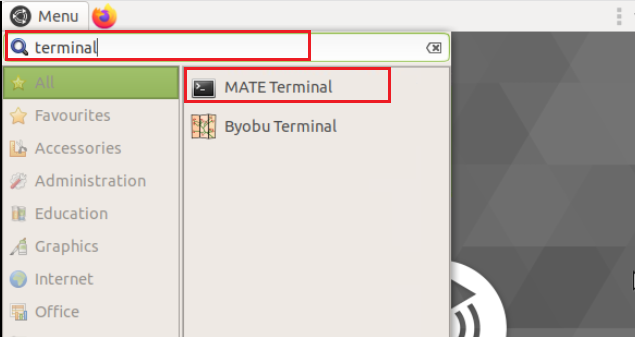 Menu
terminal
All
Favourites
Accessories
Administration
Education
Graphics
Internet
Office
MATE Terminal
Byobu Terminal